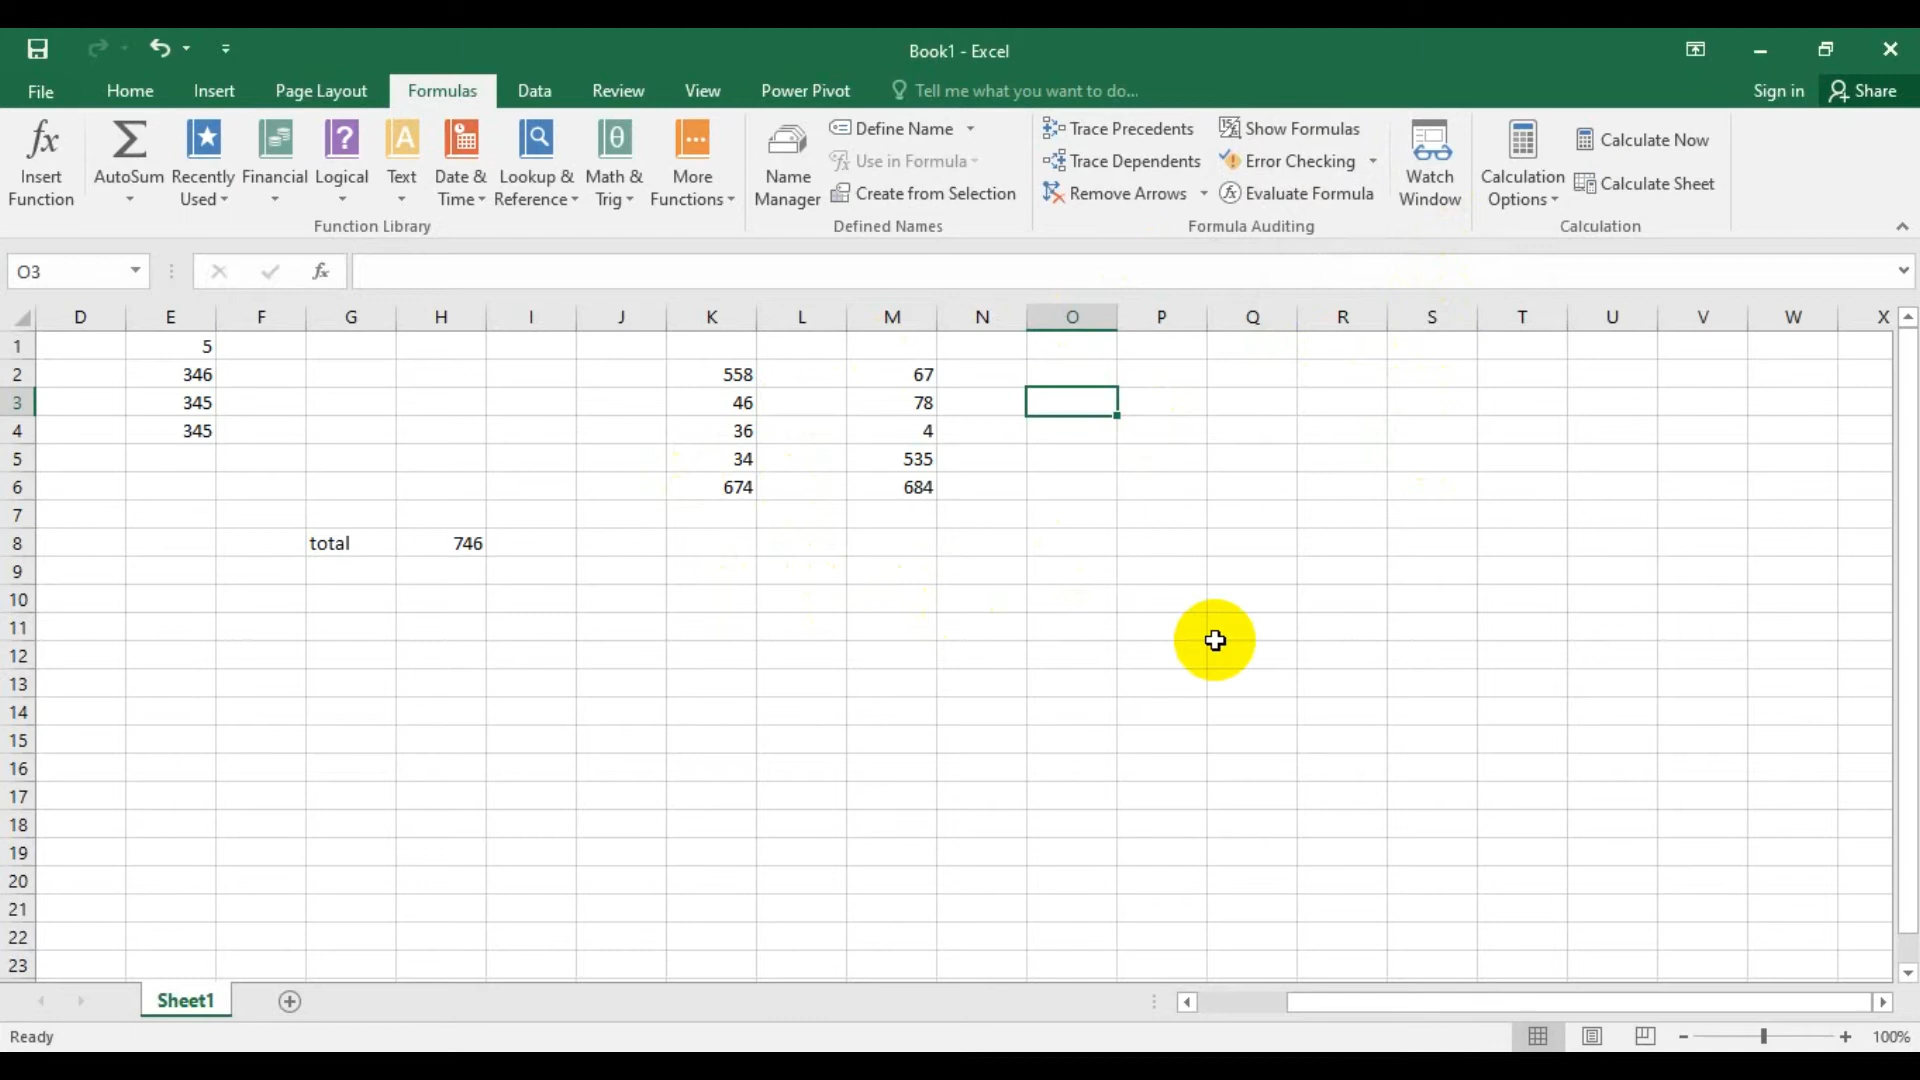 Book1 - Excel
File Home Insert Page Layout Formulas Data Review View Power Pivot Tell me what you want to do... Sign in Share
fx Insert Function
Σ AutoSum
Recently Used
Financial
Logical
A Text
Date & Time
Lookup & Reference
θ Math & Trig
More Functions
Function Library
Name Manager
Define Name
Use in Formula
Create from Selection
Defined Names
Trace Precedents
Trace Dependents
Remove Arrows
Show Formulas
Error Checking
Evaluate Formula
Watch Window
Formula Auditing
Calculation Options
Calculate Now
Calculate Sheet
Calculation
O3 fx
D E F G H I J K L M N O P Q R S T U V W X
1 5
2 346 558 67
3 345 46 78
4 345 36 4
5 34 535
6 674 684
7
8 total 746
9
10
11
12
13
14
15
16
17
18
19
20
21
22
23
Sheet1
Ready 100%